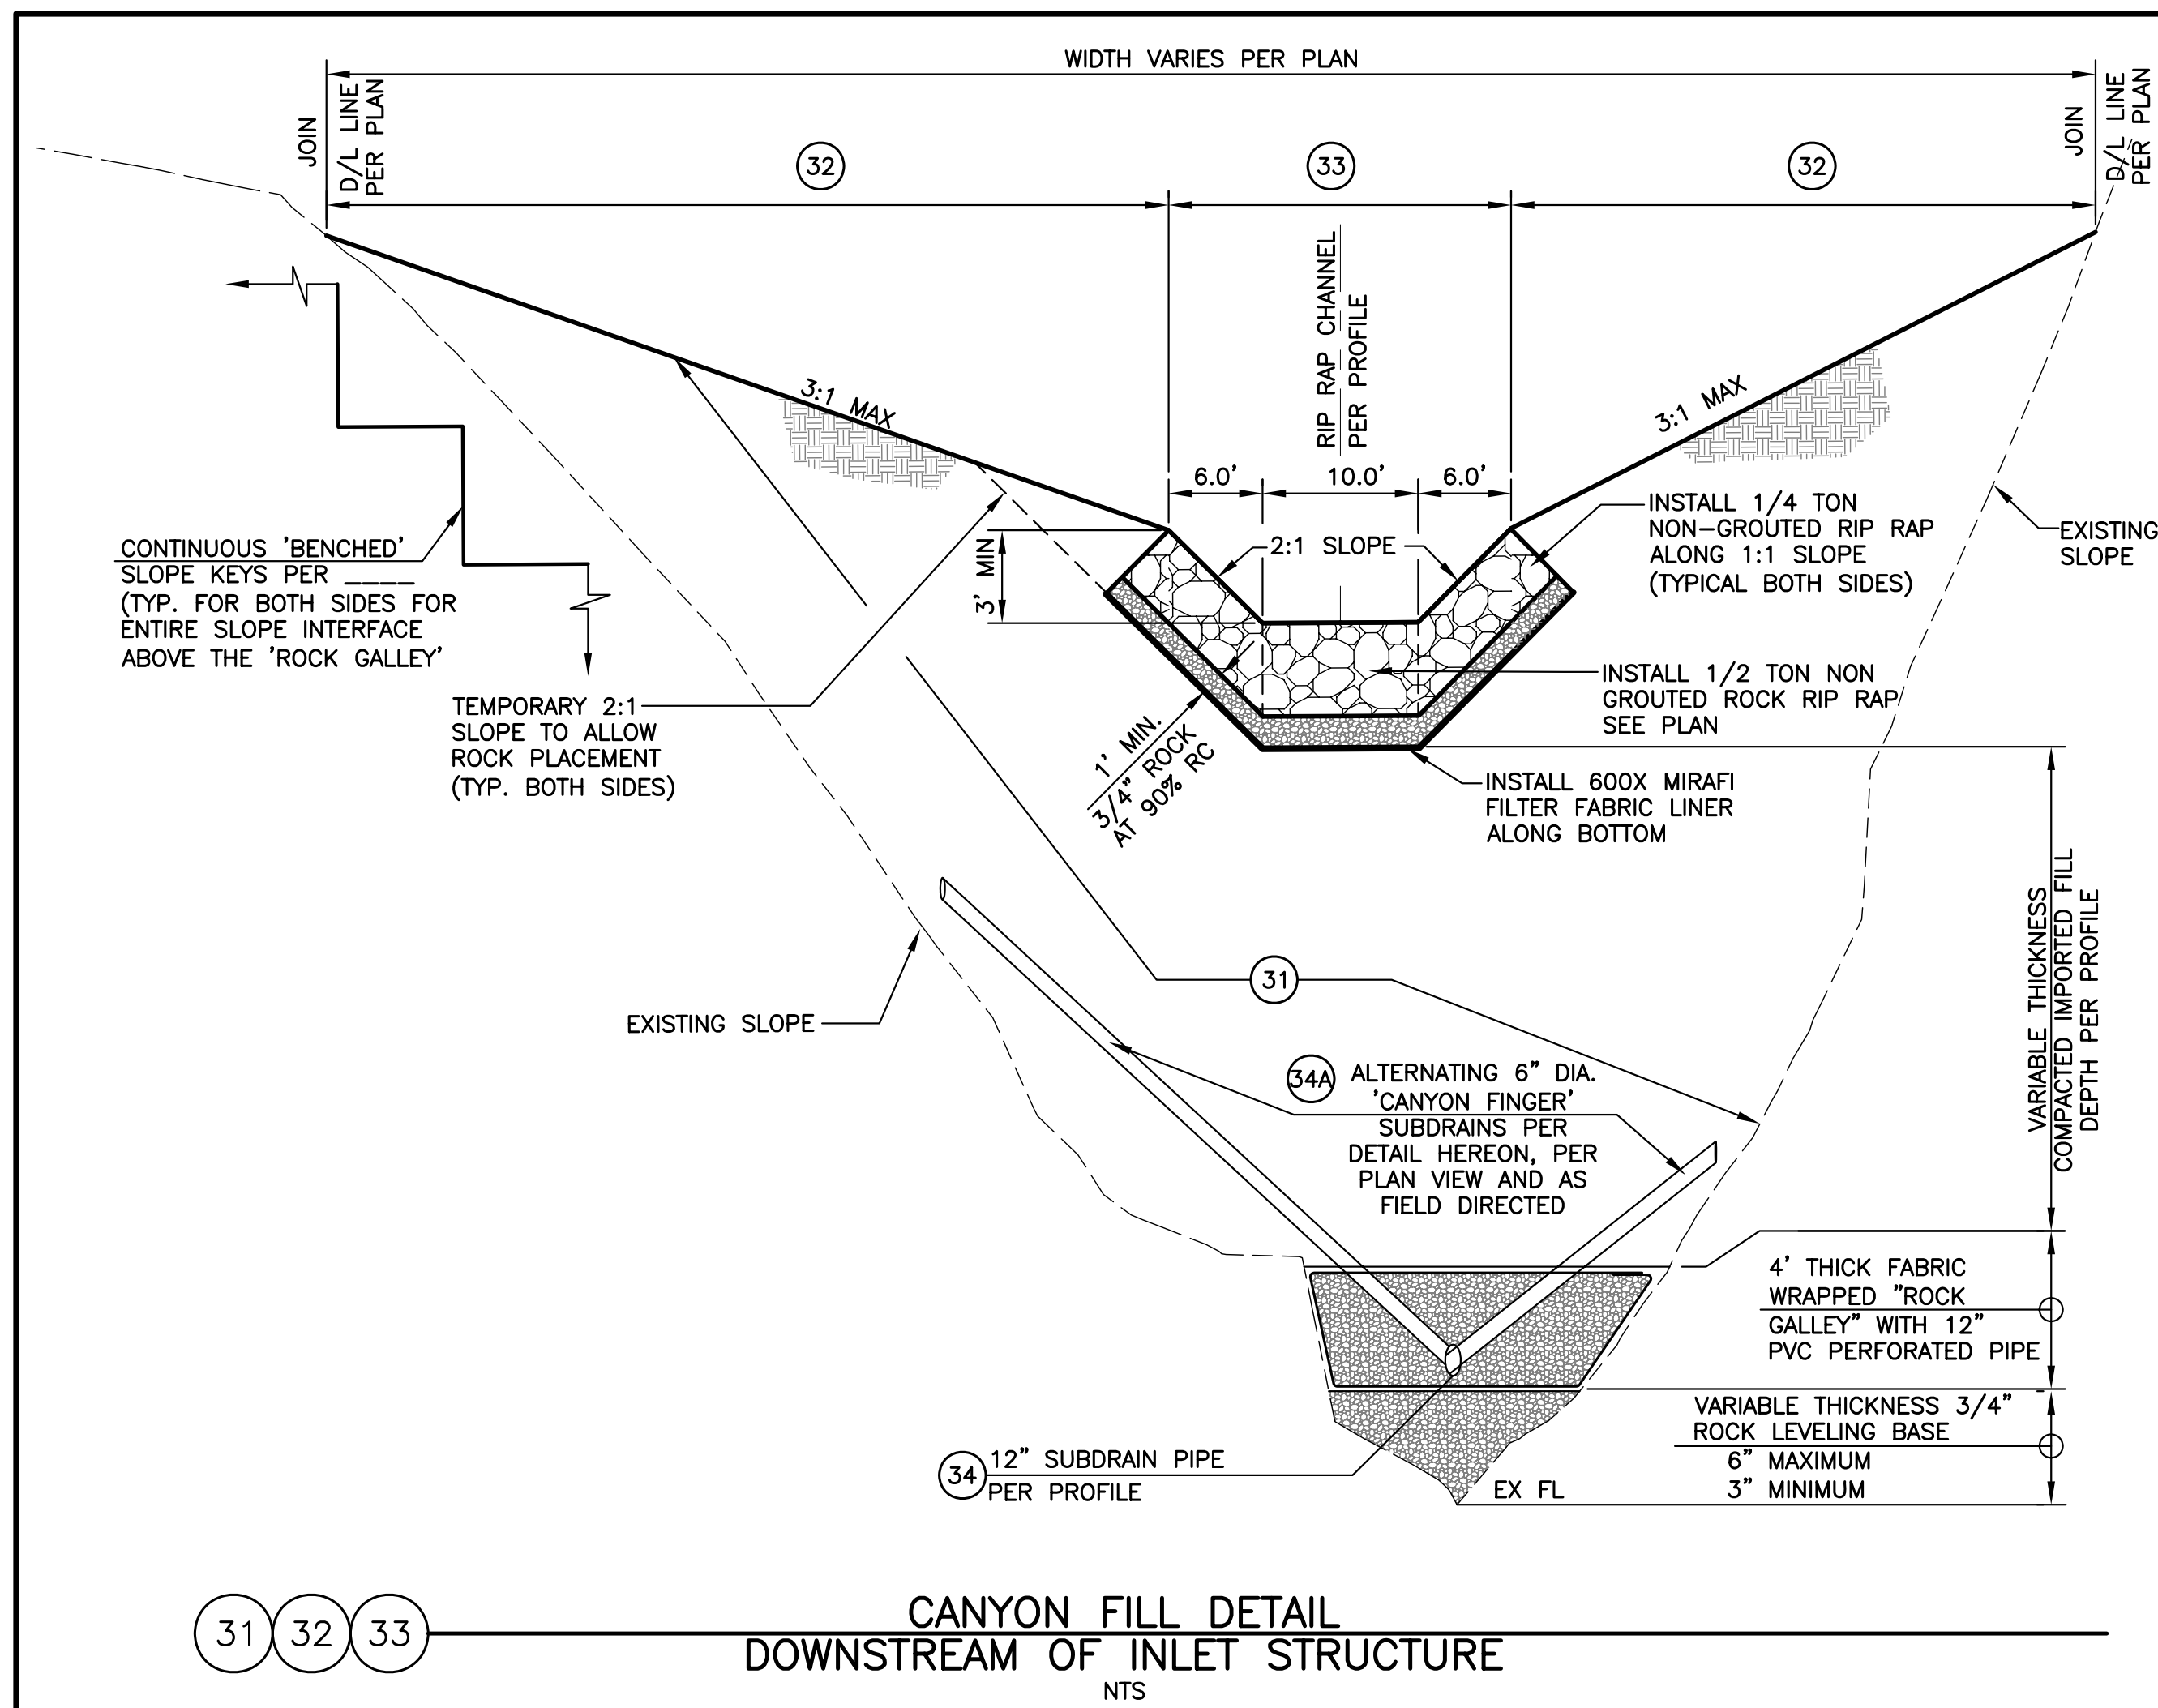 WIDTH VARIES PER PLAN
JOIN
D/L LINE
PER PLAN
JOIN
D/L LINE
PER PLAN
32
33
32
RIP RAP CHANNEL
PER PROFILE
3:1 MAX
3:1 MAX
6.0'
10.0'
6.0'
3' MIN
2:1 SLOPE
INSTALL 1/4 TON
NON-GROUTED RIP RAP
ALONG 1:1 SLOPE
(TYPICAL BOTH SIDES)
EXISTING
SLOPE
CONTINUOUS 'BENCHED'
SLOPE KEYS PER ____
(TYP. FOR BOTH SIDES FOR
ENTIRE SLOPE INTERFACE
ABOVE THE 'ROCK GALLEY'
TEMPORARY 2:1
SLOPE TO ALLOW
ROCK PLACEMENT
(TYP. BOTH SIDES)
1' MIN.
3/4" ROCK
AT 90% RC
INSTALL 1/2 TON NON
GROUTED ROCK RIP RAP
SEE PLAN
INSTALL 600X MIRAFI
FILTER FABRIC LINER
ALONG BOTTOM
VARIABLE THICKNESS
COMPACTED IMPORTED FILL
DEPTH PER PROFILE
31
EXISTING SLOPE
34A
ALTERNATING 6" DIA.
'CANYON FINGER'
SUBDRAINS PER
DETAIL HEREON, PER
PLAN VIEW AND AS
FIELD DIRECTED
4' THICK FABRIC
WRAPPED "ROCK
GALLEY" WITH 12"
PVC PERFORATED PIPE
VARIABLE THICKNESS 3/4"
ROCK LEVELING BASE
6" MAXIMUM
3" MINIMUM
34
12" SUBDRAIN PIPE
PER PROFILE
EX FL
31 32 33
CANYON FILL DETAIL
DOWNSTREAM OF INLET STRUCTURE
NTS